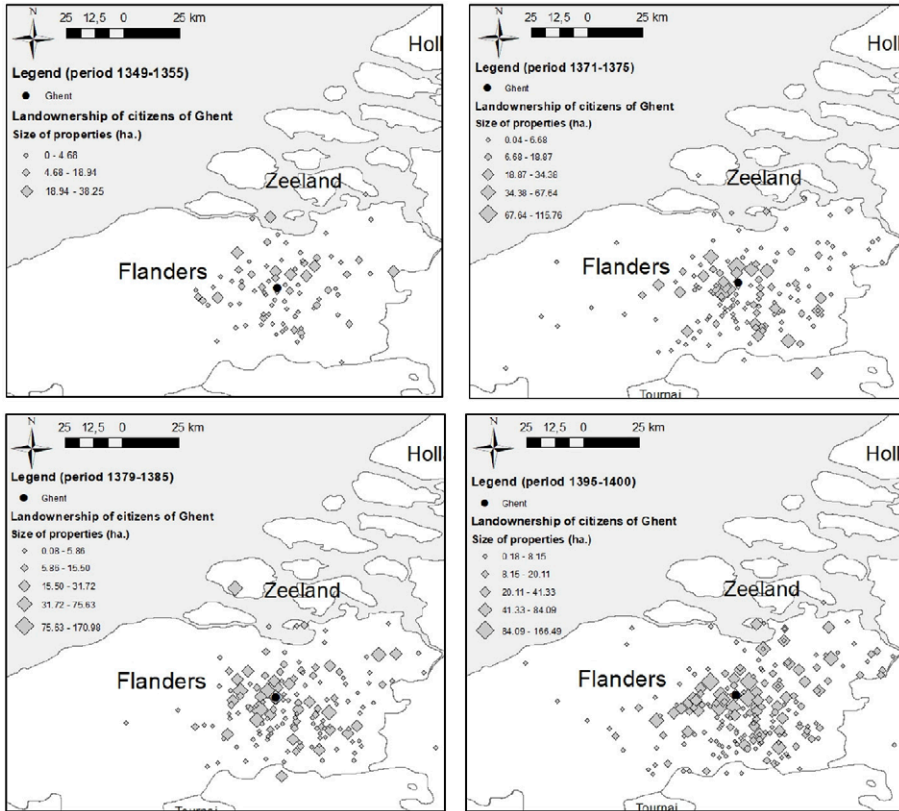 N
25 12,5 0 25 km
Holl
Legend (period 1349-1355)
Ghent
Landownership of citizens of Ghent
Size of properties (ha.)
0 - 4.68
4.68 - 18.94
18.94 - 38.25
Zeeland
Flanders
N
25 12,5 0 25 km
Hol
Legend (period 1371-1375)
Ghent
Landownership of citizens of Ghent
Size of properties (ha.)
0.04 - 6.68
6.68 - 18.87
18.87 - 34.38
34.38 - 67.64
67.64 - 115.76
Zeeland
Flanders
Tournai
N
25 12,5 0 25 km
Holl
Legend (period 1379-1385)
Ghent
Landownership of citizens of Ghent
Size of properties (ha.)
0.08 - 5.86
5.86 - 15.50
15.50 - 31.72
31.72 - 75.63
75.63 - 170.98
Zeeland
Flanders
Tournai
N
25 12,5 0 25 km
Hol
Legend (period 1395-1400)
Ghent
Landownership of citizens of Ghent
Size of properties (ha.)
0.18 - 8.15
8.15 - 20.11
20.11 - 41.33
41.33 - 84.09
84.09 - 166.49
Zeeland
Flanders
Tournai